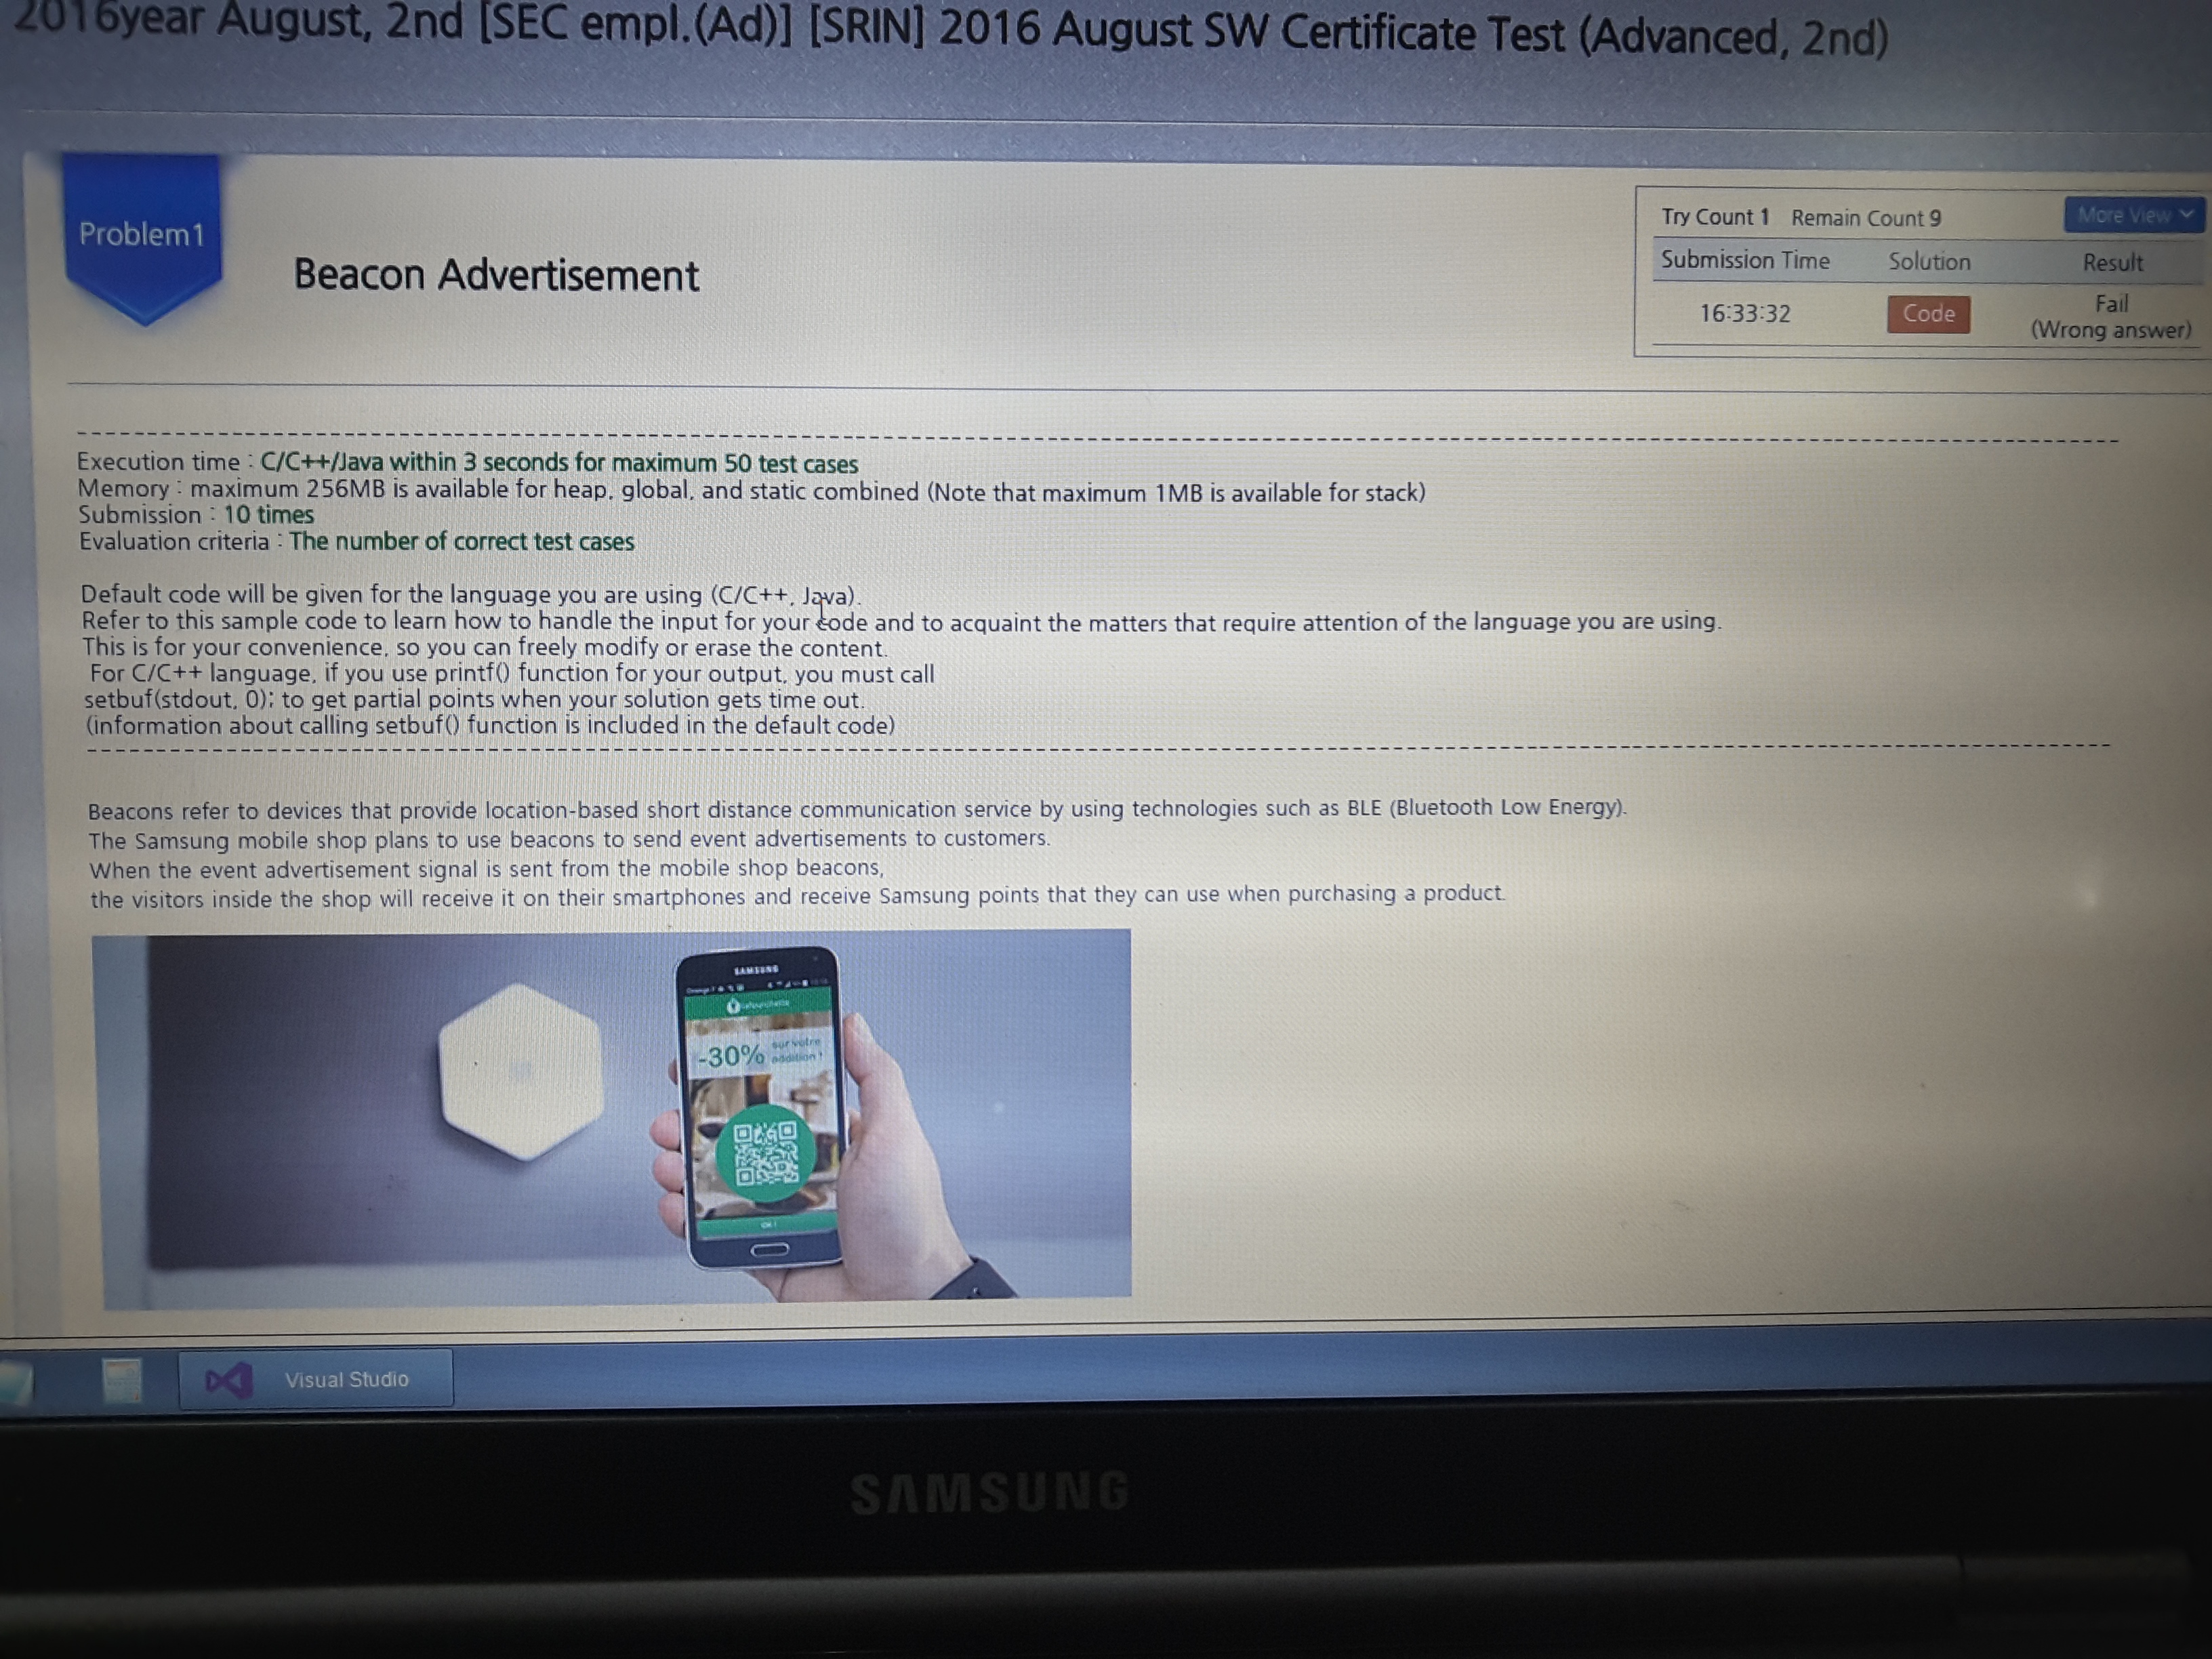 2016year August, 2nd [SEC empl.(Ad)] [SRIN] 2016 August SW Certificate Test (Advanced, 2nd)
Problem1
Beacon Advertisement
Try Count 1 Remain Count 9 More View
Submission Time Solution Result
16:33:32 Code Fail
(Wrong answer)
Execution time : C/C++/Java within 3 seconds for maximum 50 test cases
Memory : maximum 256MB is available for heap, global, and static combined (Note that maximum 1MB is available for stack)
Submission : 10 times
Evaluation criteria : The number of correct test cases
Default code will be given for the language you are using (C/C++, Java).
Refer to this sample code to learn how to handle the input for your code and to acquaint the matters that require attention of the language you are using.
This is for your convenience, so you can freely modify or erase the content.
For C/C++ language, if you use printf() function for your output, you must call
setbuf(stdout, 0); to get partial points when your solution gets time out.
(information about calling setbuf() function is included in the default code)
Beacons refer to devices that provide location-based short distance communication service by using technologies such as BLE (Bluetooth Low Energy).
The Samsung mobile shop plans to use beacons to send event advertisements to customers.
When the event advertisement signal is sent from the mobile shop beacons,
the visitors inside the shop will receive it on their smartphones and receive Samsung points that they can use when purchasing a product.
SAMSUNG
-30% sur votre
addition !
Visual Studio
SAMSUNG